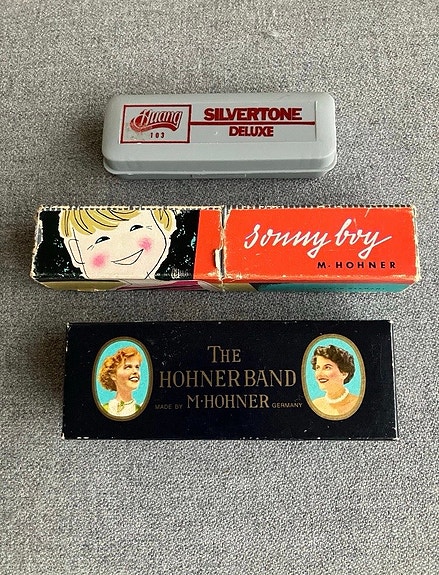 Huang
103
SILVERTONE
DELUXE
sonny boy
M·HOHNER
THE
HOHNER BAND
MADE BY M·HOHNER GERMANY